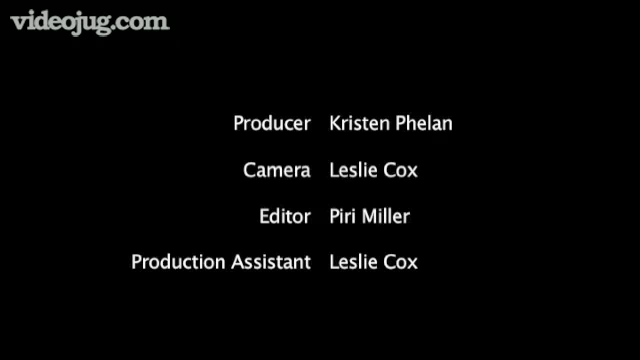 videojug.com
Producer Kristen Phelan
Camera Leslie Cox
Editor Piri Miller
Production Assistant Leslie Cox